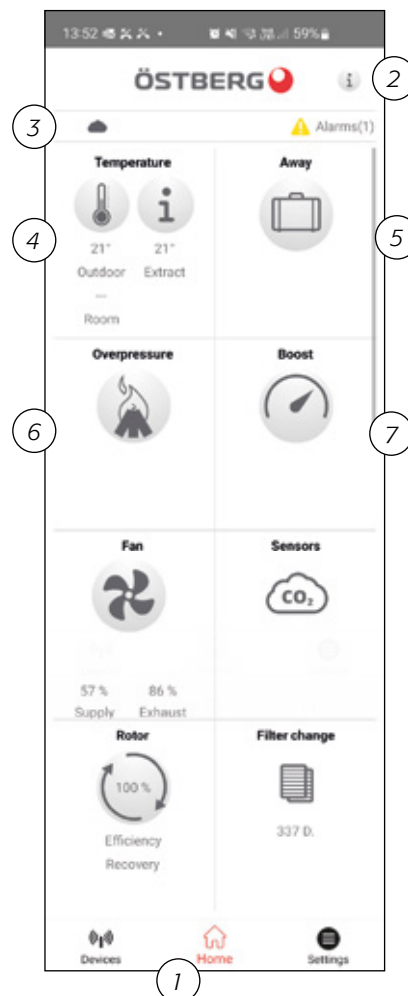 13:52 59%
ÖSTBERG i 2
3 Alarms(1)
Temperature Away
i
4 21° 21° 5
Outdoor Extract
---
Room
Overpressure Boost
6 7
Fan Sensors
CO₂
57 % 86 %
Supply Exhaust
Rotor Filter change
100 %
Efficiency 337 D.
Recovery
Devices Home Settings
1